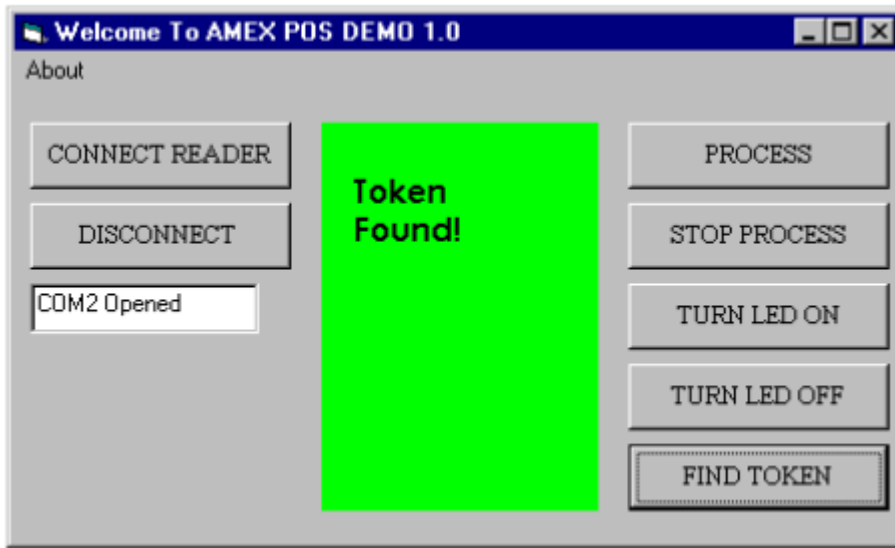 Welcome To AMEX POS DEMO 1.0
About
CONNECT READER
DISCONNECT
COM2 Opened
Token
Found!
PROCESS
STOP PROCESS
TURN LED ON
TURN LED OFF
FIND TOKEN